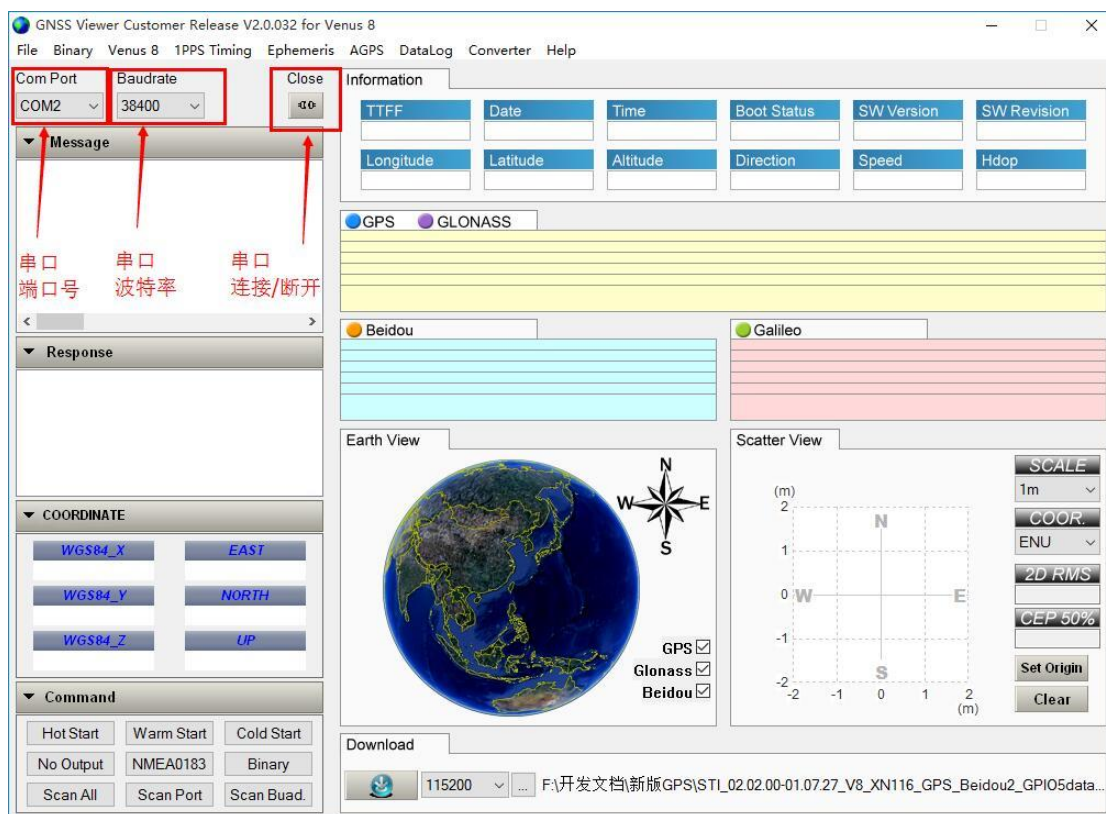 GNSS Viewer Customer Release V2.0.032 for Venus 8
File Binary Venus 8 1PPS Timing Ephemeris AGPS DataLog Converter Help
Com Port Baudrate Close
COM2 38400
Message
串口
端口号
串口
波特率
串口
连接/断开
Response
COORDINATE
WGS84_X EAST
WGS84_Y NORTH
WGS84_Z UP
Command
Hot Start Warm Start Cold Start
No Output NMEA0183 Binary
Scan All Scan Port Scan Buad.
Information
TTFF Date Time Boot Status SW Version SW Revision
Longitude Latitude Altitude Direction Speed Hdop
GPS GLONASS
Beidou
Galileo
Earth View
N
W E
S
GPS
Glonass
Beidou
Scatter View
(m)
2
1
0
-1
-2
N
W E
S
-2 -1 0 1 2
(m)
SCALE
1m
COOR.
ENU
2D RMS
CEP 50%
Set Origin
Clear
Download
115200 ... F:\开发文档\新版GPS\STI_02.02.00-01.07.27_V8_XN116_GPS_Beidou2_GPIO5data...